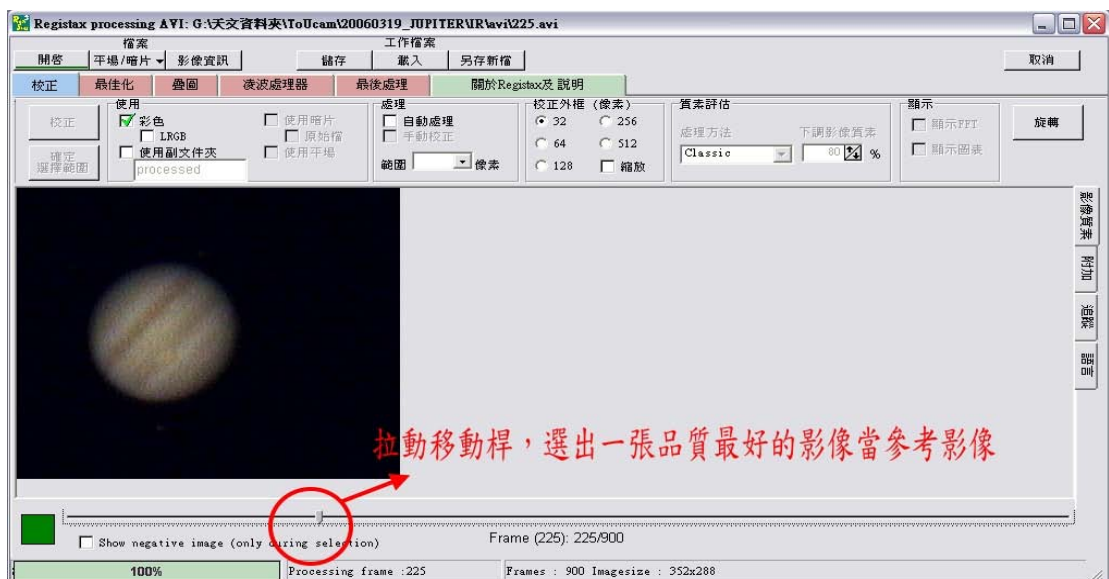 Registax processing AVI: G:\天文資料夾\ToUcam\20060319_JUPITER\IR\avi\225.avi
檔案 工作檔案
開啓 平場/暗片 影像資訊 儲存 載入 另存新檔 取消
校正 最佳化 疊圖 凌波處理器 最後處理 關於Registax及 說明
使用 處理 校正外框 (像素) 質素評估 顯示
校正 彩色 使用暗片 自動處理 32 256 處理方法 下調影像質素 顯示FFT 旋轉
LRGB 原始檔 手動校正 64 512 Classic 80 % 顯示圖表
確定 選擇範圍 使用副文件夾 使用平場 範圍 像素 128 縮放
processed
影像質素
附加
追蹤
語言
拉動移動桿，選出一張品質最好的影像當參考影像
Show negative image (only during selection) Frame (225): 225/900
100% Processing frame :225 Frames : 900 Imagesize : 352x288